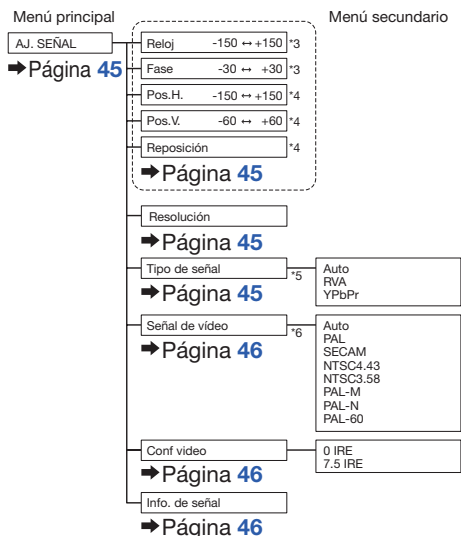 Menú principal
Menú secundario
AJ. SEÑAL
➡Página 45
Reloj -150 ↔ +150 *3
Fase -30 ↔ +30 *3
Pos.H. -150 ↔ +150 *4
Pos.V. -60 ↔ +60 *4
Reposición *4
➡Página 45
Resolución
➡Página 45
Tipo de señal *5
➡Página 45
Auto
RVA
YPbPr
Señal de vídeo *6
➡Página 46
Auto
PAL
SECAM
NTSC4.43
NTSC3.58
PAL-M
PAL-N
PAL-60
Conf video
➡Página 46
0 IRE
7.5 IRE
Info. de señal
➡Página 46